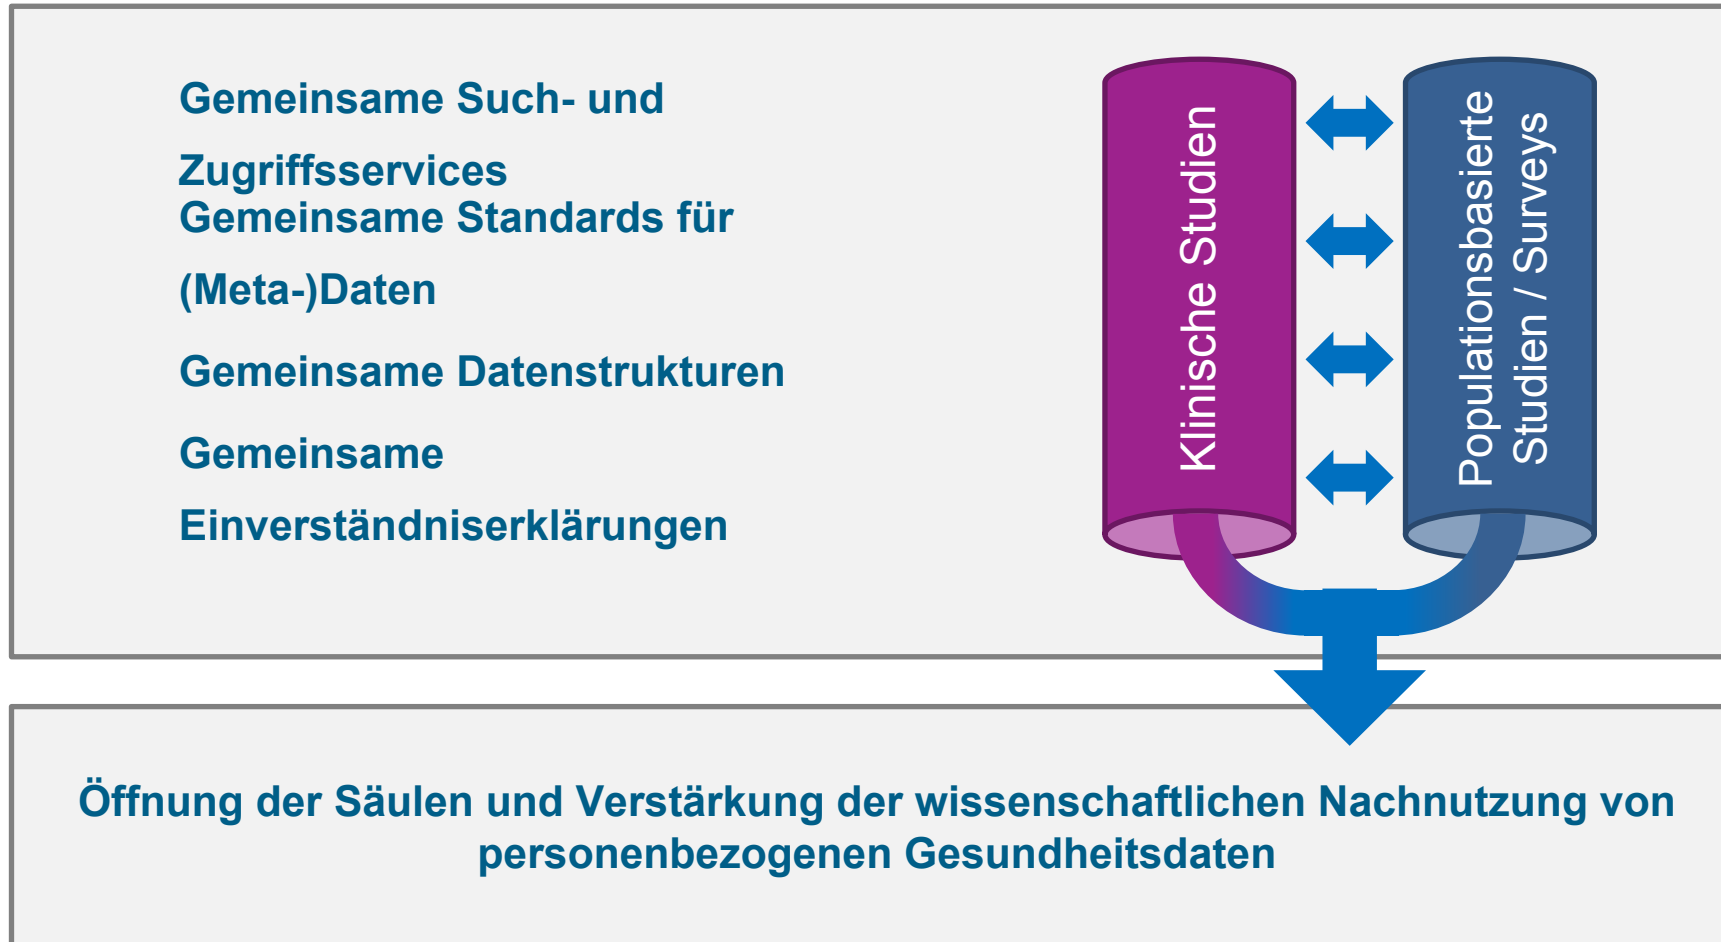 Gemeinsame Such- und
Zugriffsservices
Gemeinsame Standards für
(Meta-)Daten
Gemeinsame Datenstrukturen
Gemeinsame
Einverständniserklärungen
Klinische Studien
Populationsbasierte
Studien / Surveys
Öffnung der Säulen und Verstärkung der wissenschaftlichen Nachnutzung von
personenbezogenen Gesundheitsdaten